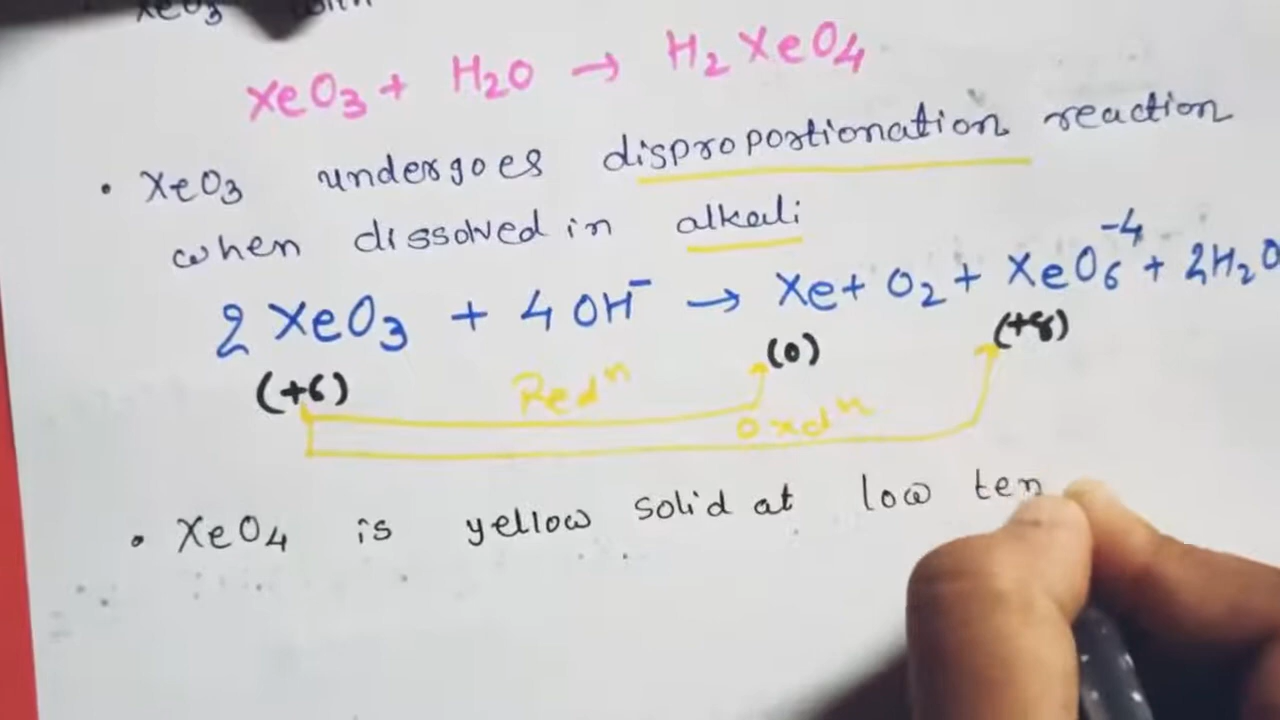 XeO3
XeO3 + H2O → H2XeO4
• XeO3 undergoes disproportionation reaction
when dissolved in alkali
2XeO3 + 4OH⁻ → Xe + O2 + XeO6⁻⁴ + 2H2O
(+6) (0) (+8)
Redⁿ
Oxdⁿ
• XeO4 is yellow solid at low tem